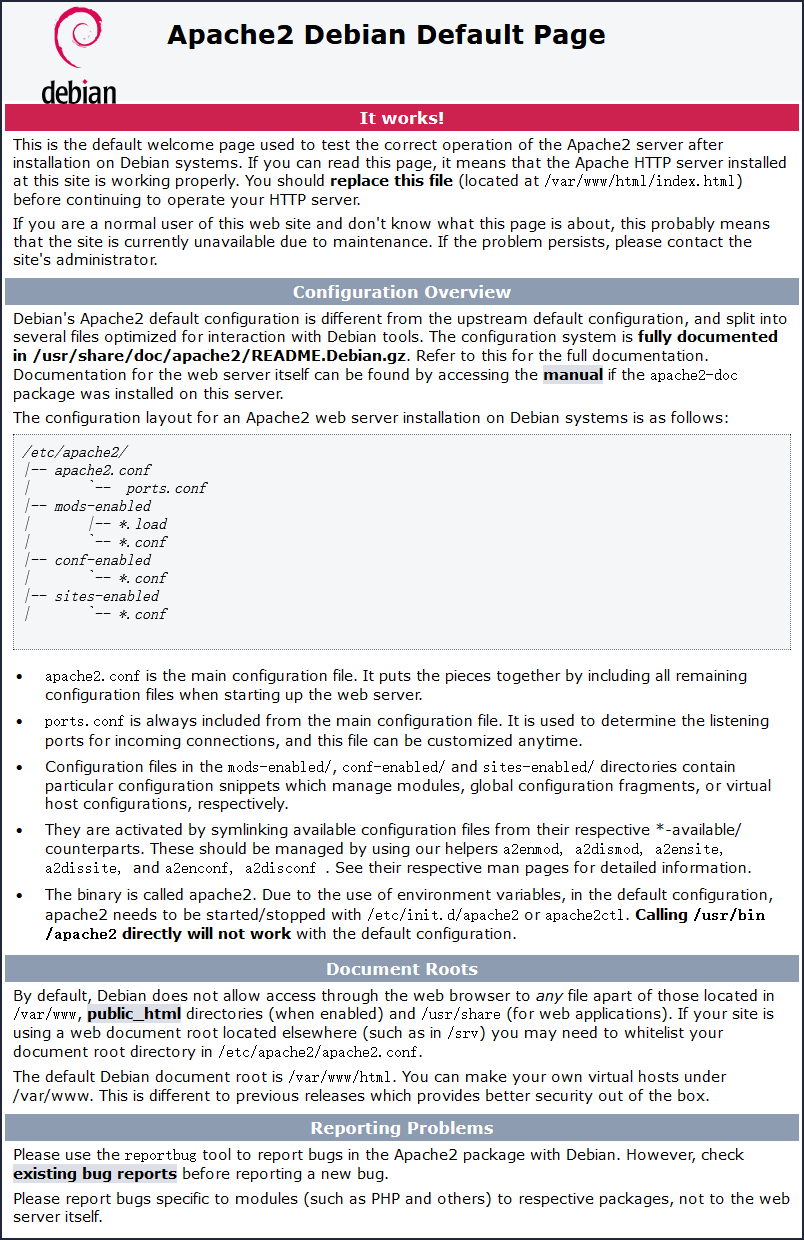 Apache2 Debian Default Page
debian
It works!
This is the default welcome page used to test the correct operation of the Apache2 server after
installation on Debian systems. If you can read this page, it means that the Apache HTTP server installed
at this site is working properly. You should replace this file (located at /var/www/html/index.html)
before continuing to operate your HTTP server.
If you are a normal user of this web site and don't know what this page is about, this probably means
that the site is currently unavailable due to maintenance. If the problem persists, please contact the
site's administrator.
Configuration Overview
Debian's Apache2 default configuration is different from the upstream default configuration, and split into
several files optimized for interaction with Debian tools. The configuration system is fully documented
in /usr/share/doc/apache2/README.Debian.gz. Refer to this for the full documentation.
Documentation for the web server itself can be found by accessing the manual if the apache2-doc
package was installed on this server.
The configuration layout for an Apache2 web server installation on Debian systems is as follows:
/etc/apache2/
|-- apache2.conf
|       `--  ports.conf
|-- mods-enabled
|       |-- *.load
|       `-- *.conf
|-- conf-enabled
|       `-- *.conf
|-- sites-enabled
|       `-- *.conf
• apache2.conf is the main configuration file. It puts the pieces together by including all remaining
configuration files when starting up the web server.
• ports.conf is always included from the main configuration file. It is used to determine the listening
ports for incoming connections, and this file can be customized anytime.
• Configuration files in the mods-enabled/, conf-enabled/ and sites-enabled/ directories contain
particular configuration snippets which manage modules, global configuration fragments, or virtual
host configurations, respectively.
• They are activated by symlinking available configuration files from their respective *-available/
counterparts. These should be managed by using our helpers a2enmod, a2dismod, a2ensite,
a2dissite, and a2enconf, a2disconf . See their respective man pages for detailed information.
• The binary is called apache2. Due to the use of environment variables, in the default configuration,
apache2 needs to be started/stopped with /etc/init.d/apache2 or apache2ctl. Calling /usr/bin
/apache2 directly will not work with the default configuration.
Document Roots
By default, Debian does not allow access through the web browser to any file apart of those located in
/var/www, public_html directories (when enabled) and /usr/share (for web applications). If your site is
using a web document root located elsewhere (such as in /srv) you may need to whitelist your
document root directory in /etc/apache2/apache2.conf.
The default Debian document root is /var/www/html. You can make your own virtual hosts under
/var/www. This is different to previous releases which provides better security out of the box.
Reporting Problems
Please use the reportbug tool to report bugs in the Apache2 package with Debian. However, check
existing bug reports before reporting a new bug.
Please report bugs specific to modules (such as PHP and others) to respective packages, not to the web
server itself.